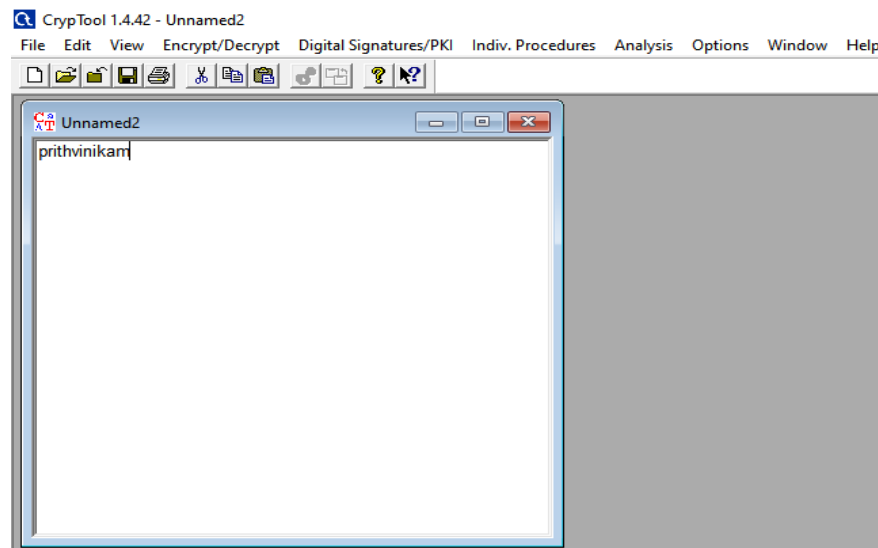 CrypTool 1.4.42 - Unnamed2
File Edit View Encrypt/Decrypt Digital Signatures/PKI Indiv. Procedures Analysis Options Window Help
Unnamed2
prithvinikam